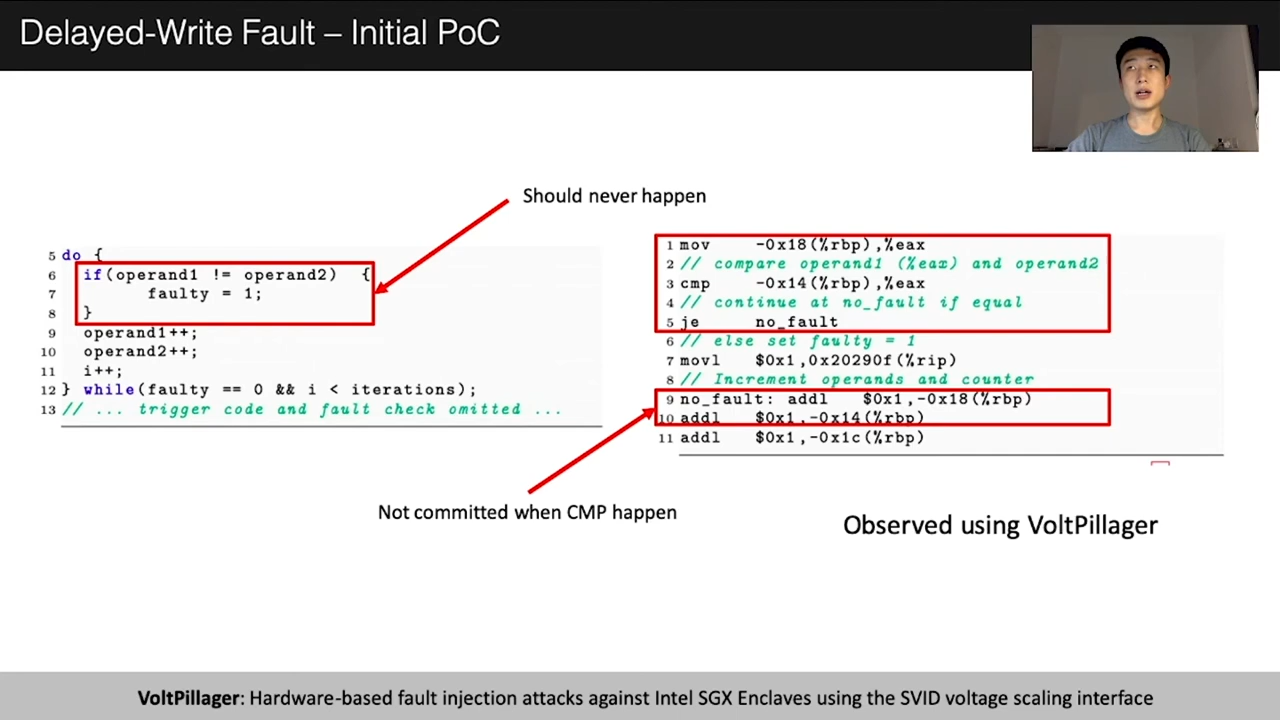 Delayed-Write Fault – Initial PoC
Should never happen
5 do {
6 if(operand1 != operand2) {
7 faulty = 1;
8 }
9 operand1++;
10 operand2++;
11 i++;
12 } while(faulty == 0 && i < iterations);
13 // ... trigger code and fault check omitted ...
1 mov -0x18(%rbp),%eax
2 // compare operand1 (%eax) and operand2
3 cmp -0x14(%rbp),%eax
4 // continue at no_fault if equal
5 je no_fault
6 // else set faulty = 1
7 movl $0x1,0x20290f(%rip)
8 // Increment operands and counter
9 no_fault: addl $0x1,-0x18(%rbp)
10 addl $0x1,-0x14(%rbp)
11 addl $0x1,-0x1c(%rbp)
Not committed when CMP happen
Observed using VoltPillager
VoltPillager: Hardware-based fault injection attacks against Intel SGX Enclaves using the SVID voltage scaling interface